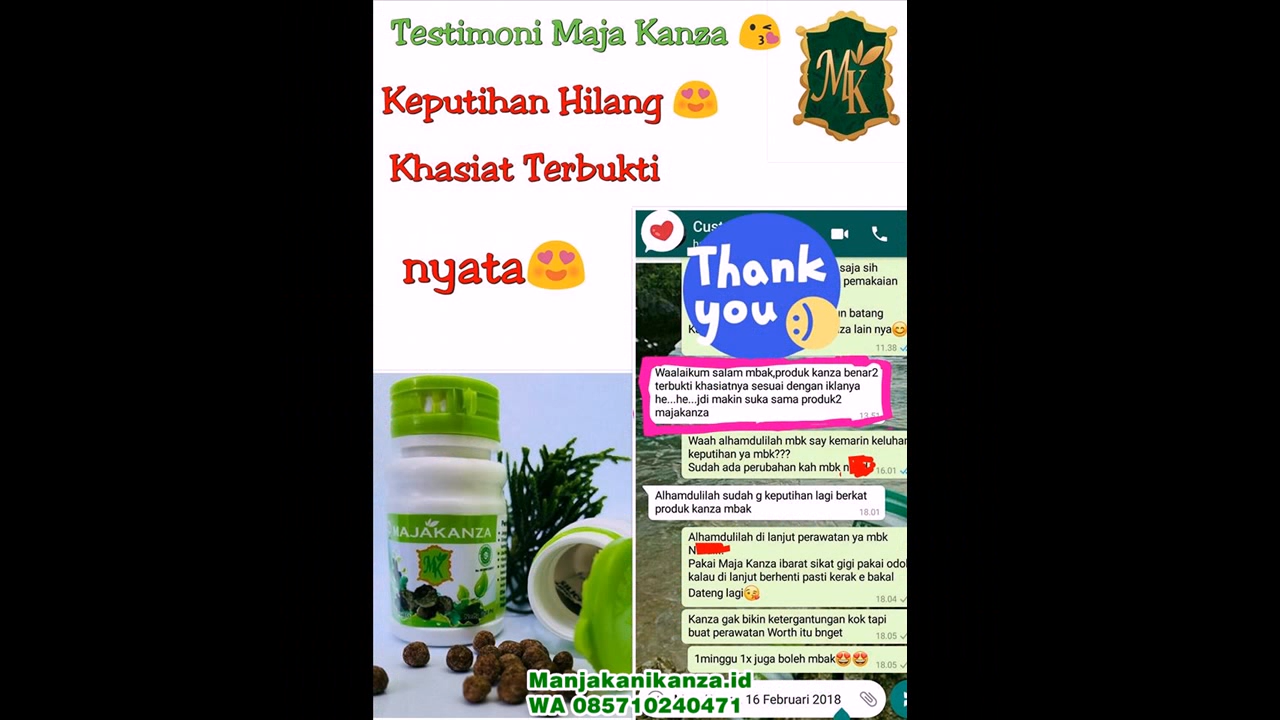 Testimoni Maja Kanza 😘
Keputihan Hilang 😍
Khasiat Terbukti
nyata😍
MK
Thank
you
saja sih
pemakaian
batang
lain nya😊
11.38
Waalaikum salam mbak,produk kanza benar2
terbukti khasiatnya sesuai dengan iklanya
he...he...jdi makin suka sama produk2
majakanza
13.51
Waah alhamdulilah mbk say kemarin keluhan
keputihan ya mbk???
Sudah ada perubahan kah mbk
16.01
Alhamdulilah sudah g keputihan lagi berkat
produk kanza mbak
18.01
Alhamdulilah di lanjut perawatan ya mbk
N
Pakai Maja Kanza ibarat sikat gigi pakai odol
kalau di lanjut berhenti pasti kerak e bakal
Dateng lagi😘
18.04
Kanza gak bikin ketergantungan kok tapi
buat perawatan Worth itu bnget
18.05
1minggu 1x juga boleh mbak🤩🤩
18.05
16 Februari 2018
MAJAKANZA
MK
Manjakanikanza.id
WA 085710240471